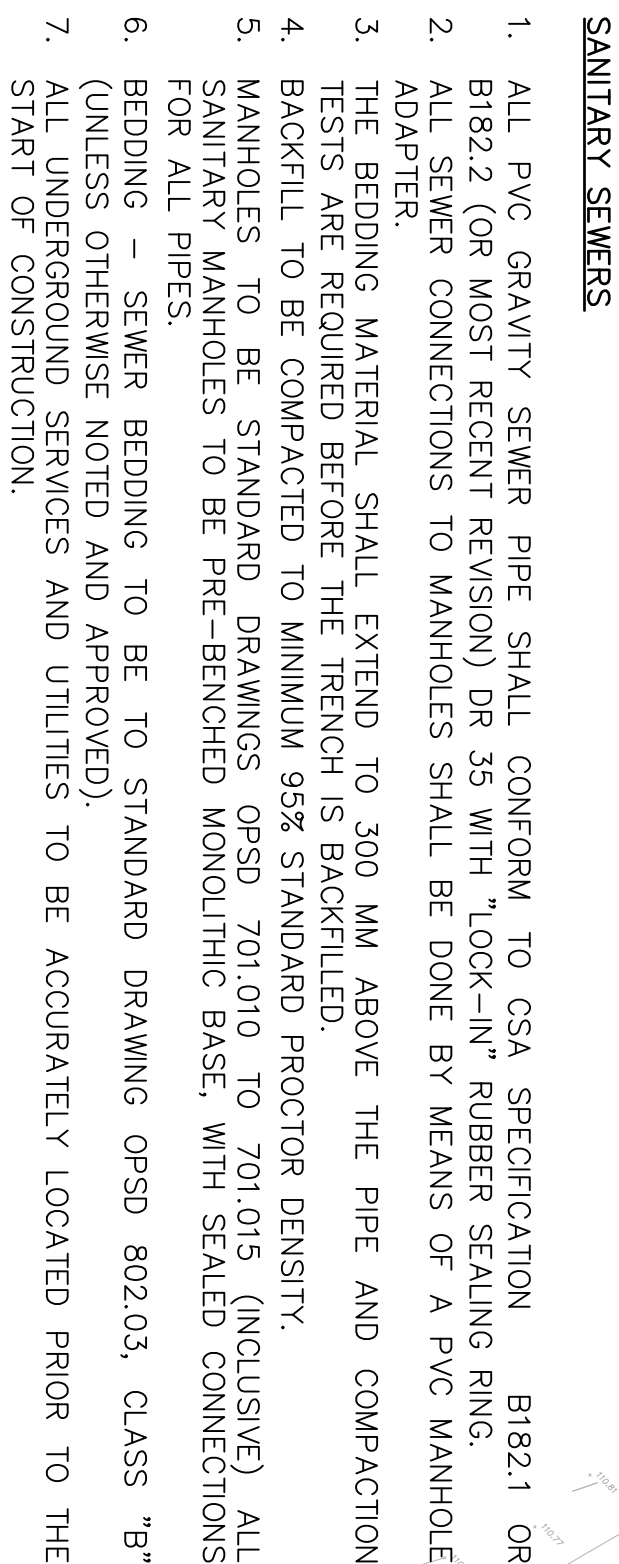 SANITARY SEWERS
1. ALL PVC GRAVITY SEWER PIPE SHALL CONFORM TO CSA SPECIFICATION B182.1 OR
B182.2 (OR MOST RECENT REVISION) DR 35 WITH "LOCK-IN" RUBBER SEALING RING.
2. ALL SEWER CONNECTIONS TO MANHOLES SHALL BE DONE BY MEANS OF A PVC MANHOLE
ADAPTER.
3. THE BEDDING MATERIAL SHALL EXTEND TO 300 MM ABOVE THE PIPE AND COMPACTION
TESTS ARE REQUIRED BEFORE THE TRENCH IS BACKFILLED.
4. BACKFILL TO BE COMPACTED TO MINIMUM 95% STANDARD PROCTOR DENSITY.
5. MANHOLES TO BE STANDARD DRAWINGS OPSD 701.010 TO 701.015 (INCLUSIVE) ALL
SANITARY MANHOLES TO BE PRE-BENCHED MONOLITHIC BASE, WITH SEALED CONNECTIONS
FOR ALL PIPES.
6. BEDDING - SEWER BEDDING TO BE TO STANDARD DRAWING OPSD 802.03, CLASS "B"
(UNLESS OTHERWISE NOTED AND APPROVED).
7. ALL UNDERGROUND SERVICES AND UTILITIES TO BE ACCURATELY LOCATED PRIOR TO THE
START OF CONSTRUCTION.
110.81
110.77